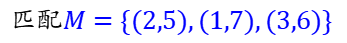 匹配M = {(2,5), (1,7), (3,6)}